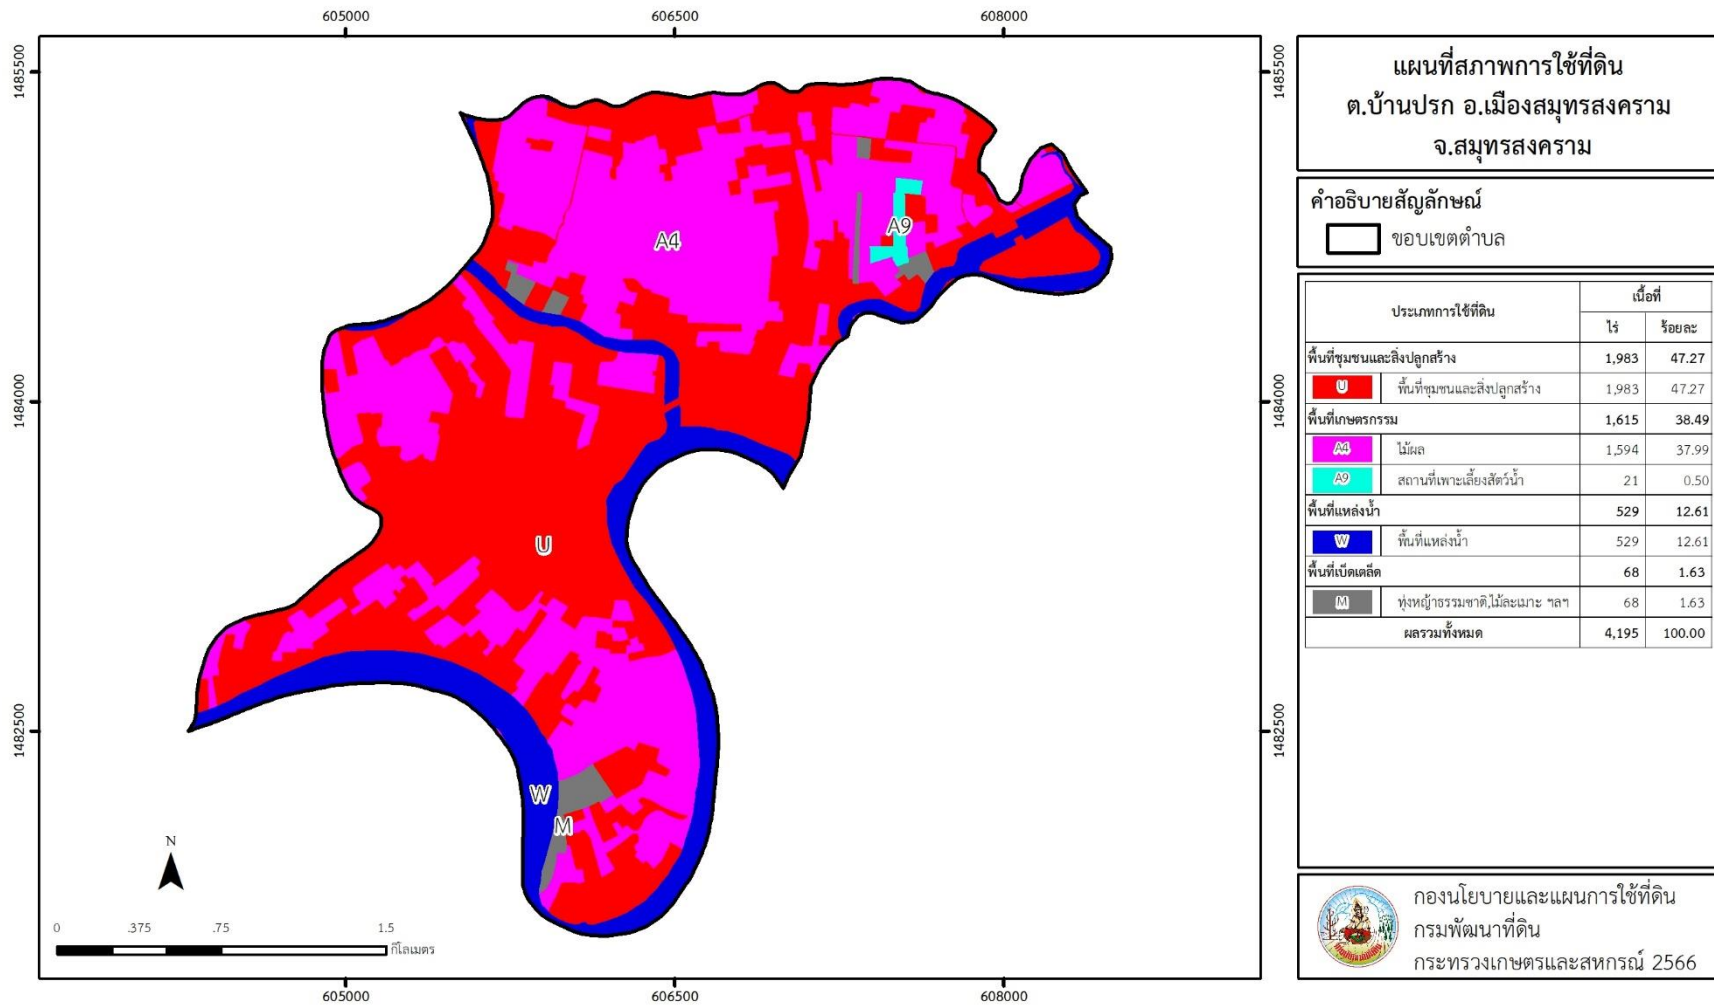 605000 606500 608000
1485500 1485500
1484000 1484000
1482500 1482500
A4
A9
U
W
M
N
0 .375 .75 1.5
กิโลเมตร
605000 606500 608000
แผนที่สภาพการใช้ที่ดิน
ต.บ้านปรก อ.เมืองสมุทรสงคราม
จ.สมุทรสงคราม
คำอธิบายสัญลักษณ์
ขอบเขตตำบล
ประเภทการใช้ที่ดิน เนื้อที่
ไร่ ร้อยละ
พื้นที่ชุมชนและสิ่งปลูกสร้าง 1,983 47.27
U พื้นที่ชุมชนและสิ่งปลูกสร้าง 1,983 47.27
พื้นที่เกษตรกรรม 1,615 38.49
A4 ไม้ผล 1,594 37.99
A9 สถานที่เพาะเลี้ยงสัตว์น้ำ 21 0.50
พื้นที่แหล่งน้ำ 529 12.61
W พื้นที่แหล่งน้ำ 529 12.61
พื้นที่เบ็ดเตล็ด 68 1.63
M ทุ่งหญ้าธรรมชาติ,ไม้ละเมาะ ฯลฯ 68 1.63
ผลรวมทั้งหมด 4,195 100.00
กองนโยบายและแผนการใช้ที่ดิน
กรมพัฒนาที่ดิน
กระทรวงเกษตรและสหกรณ์ 2566